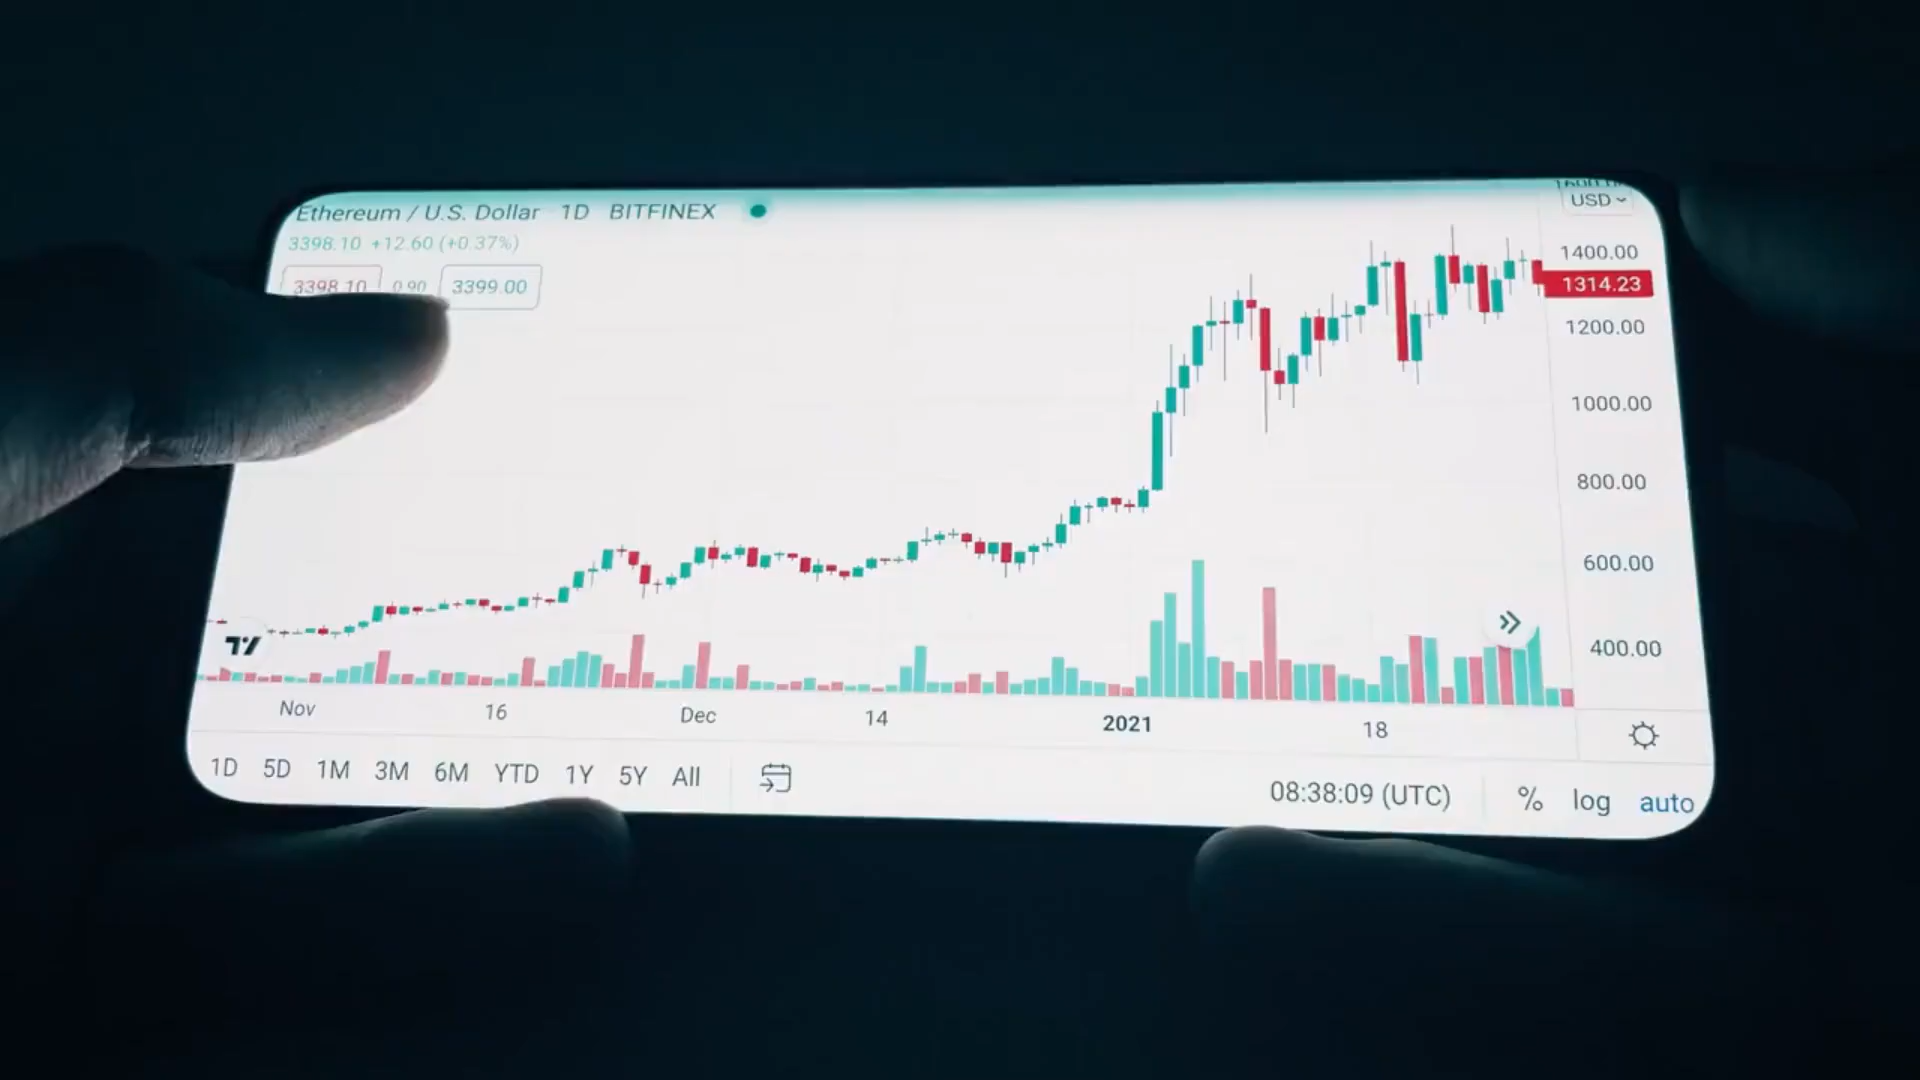 Ethereum / U.S. Dollar 1D BITFINEX
USD
3398.10 +12.60 (+0.37%)
3398.10 0.90 3399.00
1400.00
1314.23
1200.00
1000.00
800.00
600.00
400.00
Nov 16 Dec 14 2021 18
1D 5D 1M 3M 6M YTD 1Y 5Y All
08:38:09 (UTC) % log auto